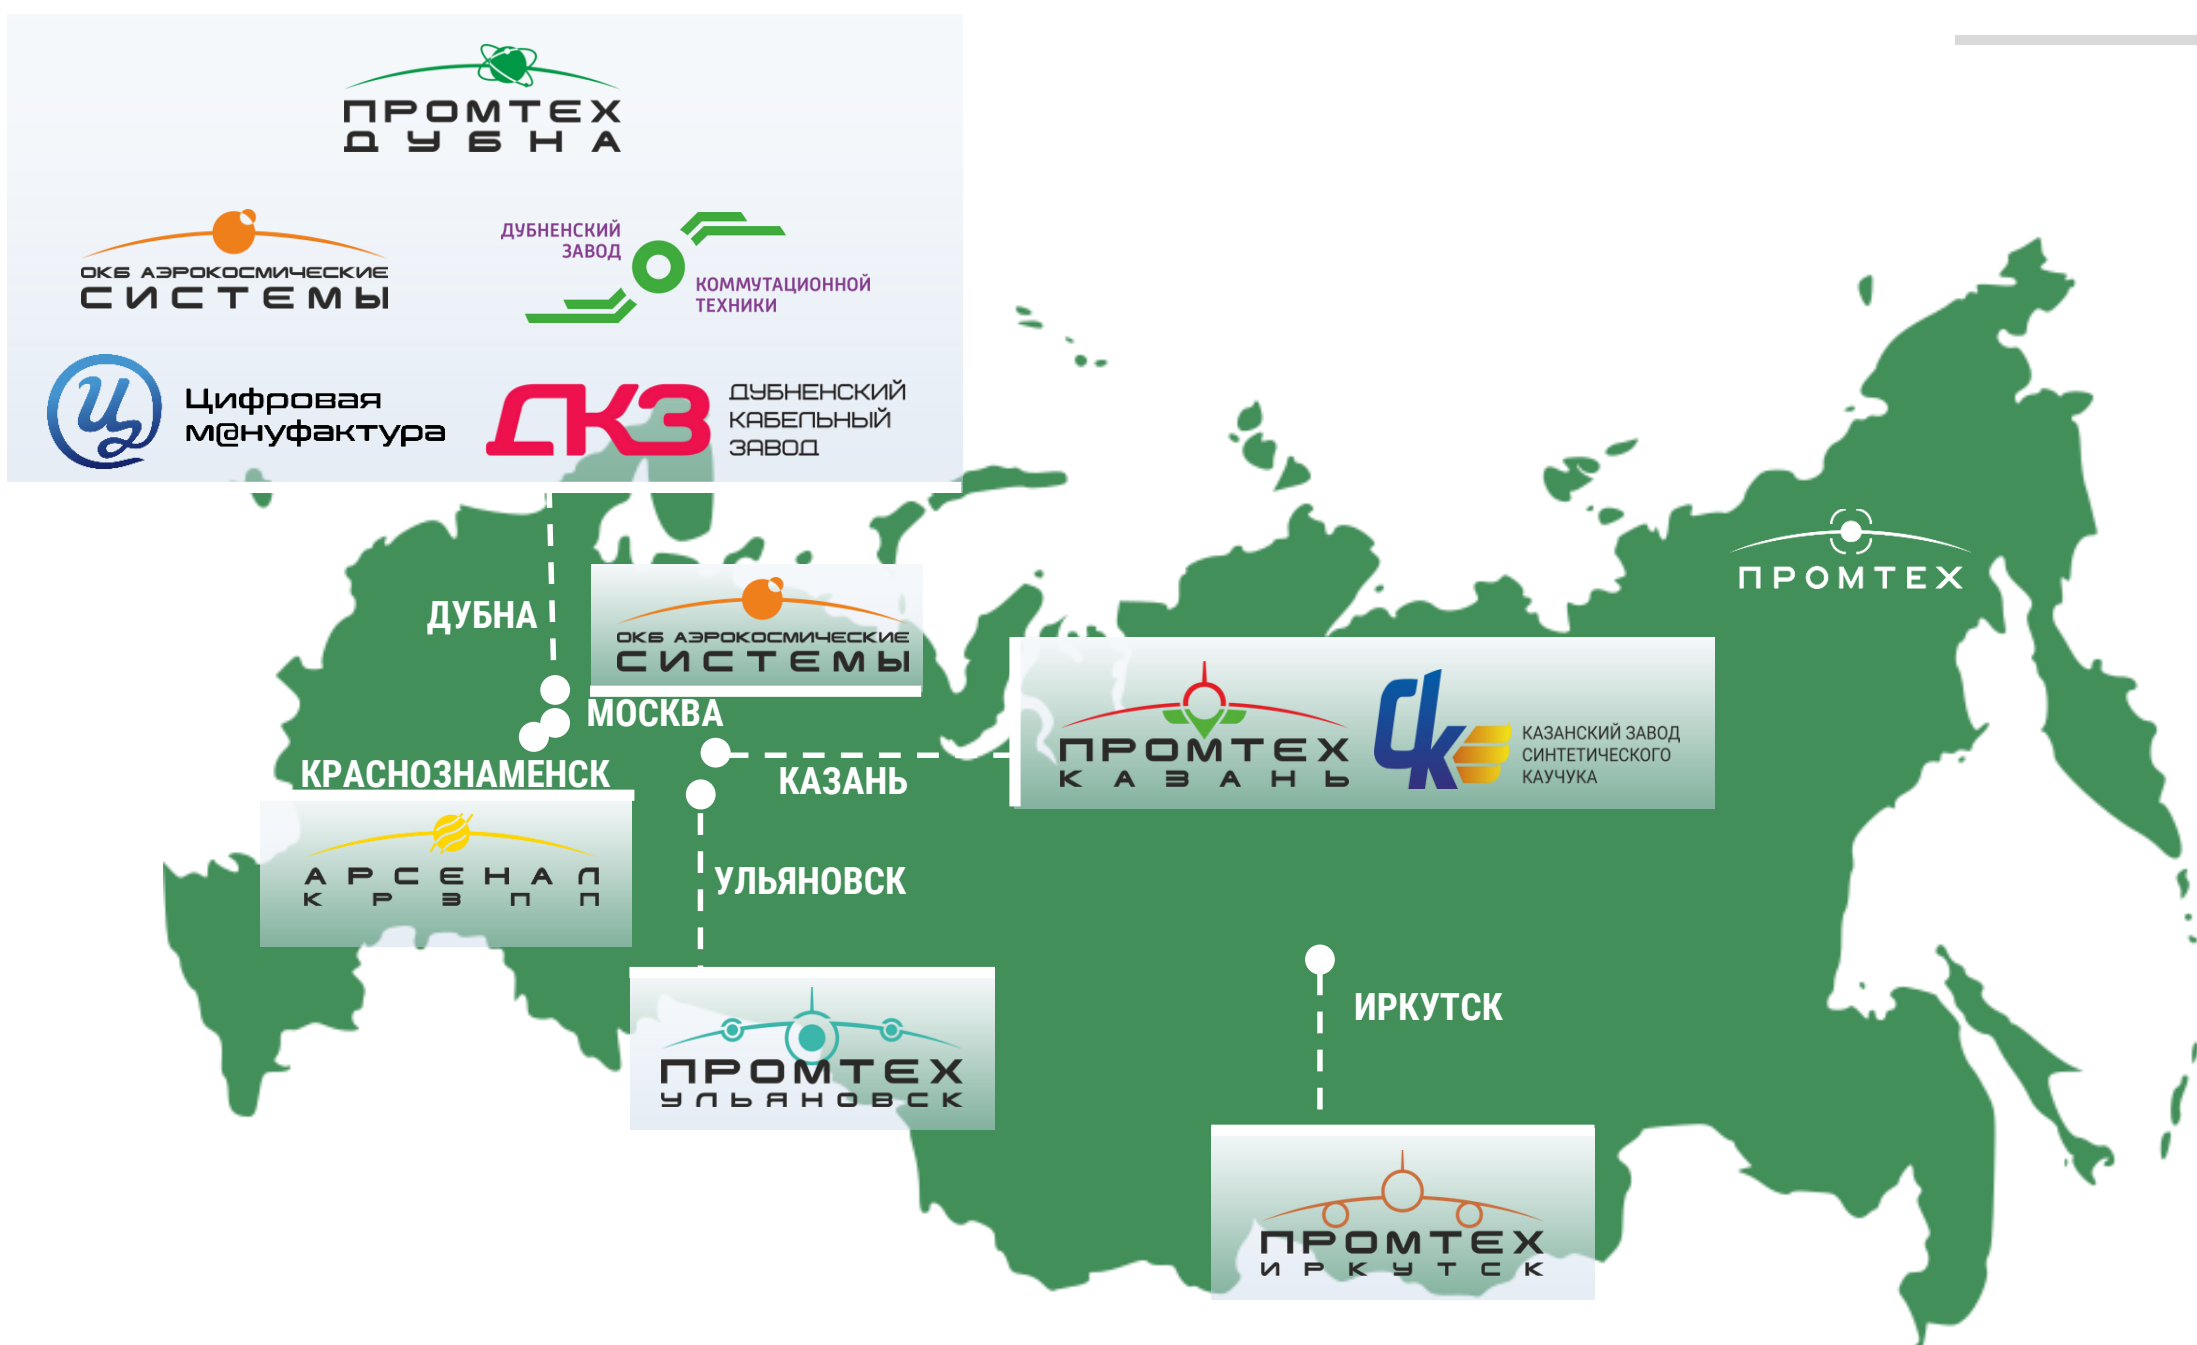 ПРОМТЕХ
ДУБНА
ОКБ АЭРОКОСМИЧЕСКИЕ
СИСТЕМЫ
ДУБНЕНСКИЙ
ЗАВОД
КОММУТАЦИОННОЙ
ТЕХНИКИ
Цифровая
м@нуфактура
ДКЗ
ДУБНЕНСКИЙ
КАБЕЛЬНЫЙ
ЗАВОД
ПРОМТЕХ
ДУБНА
ОКБ АЭРОКОСМИЧЕСКИЕ
СИСТЕМЫ
МОСКВА
КРАСНОЗНАМЕНСК
АРСЕНАЛ
КРЗПП
КАЗАНЬ
ПРОМТЕХ
КАЗАНЬ
СК
КАЗАНСКИЙ ЗАВОД
СИНТЕТИЧЕСКОГО
КАУЧУКА
УЛЬЯНОВСК
ПРОМТЕХ
УЛЬЯНОВСК
ИРКУТСК
ПРОМТЕХ
ИРКУТСК